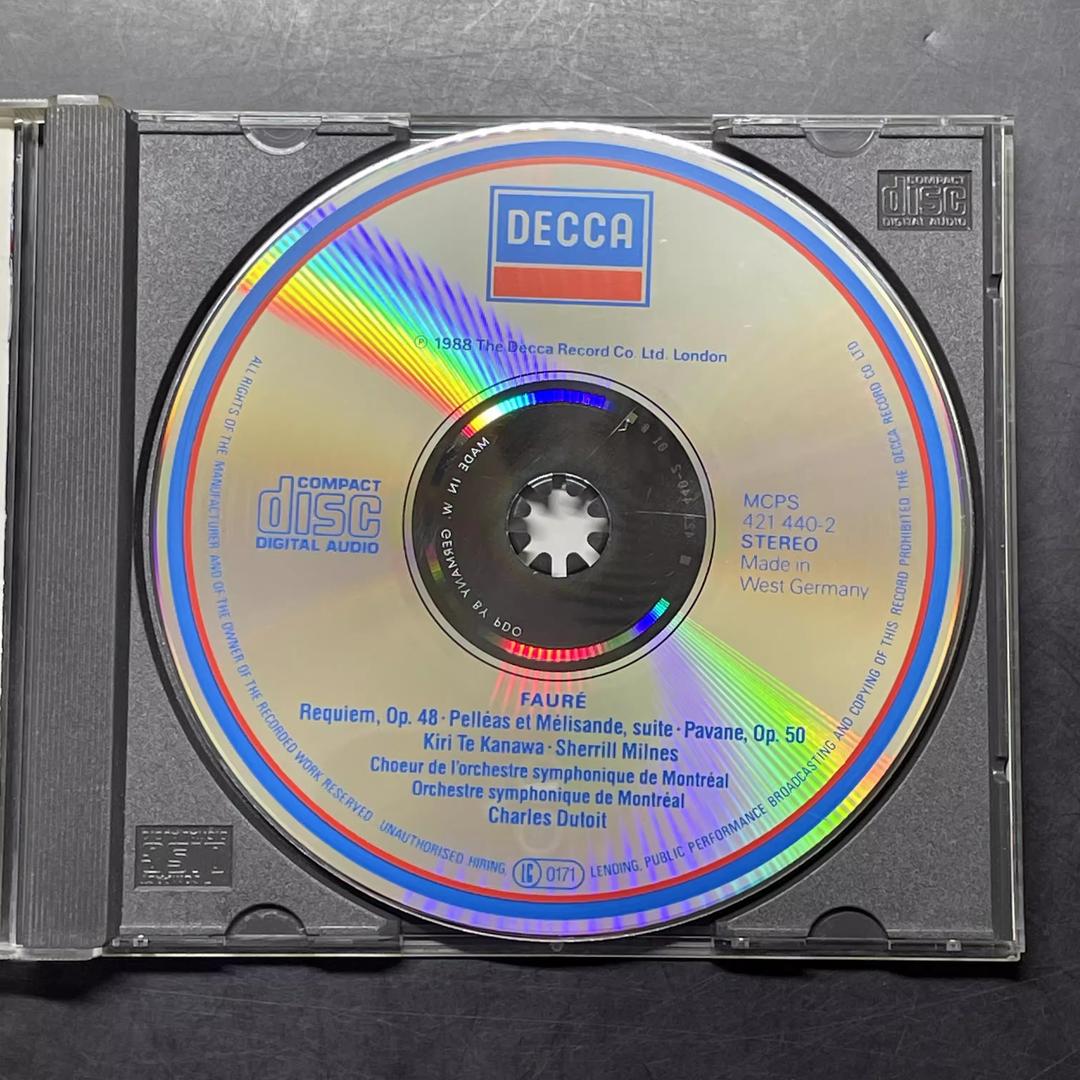 DECCA
℗ 1988 The Decca Record Co. Ltd. London
COMPACT
disc
DIGITAL AUDIO
COMPACT
disc
DIGITAL AUDIO
MCPS
421 440-2
STEREO
Made in
West Germany
MADE IN W. GERMANY BY PDO
FAURÉ
Requiem, Op. 48 · Pelléas et Mélisande, suite · Pavane, Op. 50
Kiri Te Kanawa · Sherrill Milnes
Choeur de l'orchestre symphonique de Montréal
Orchestre symphonique de Montréal
Charles Dutoit
LC 0171
ALL RIGHTS OF THE MANUFACTURER AND OF THE OWNER OF THE RECORDED WORK RESERVED UNAUTHORISED HIRING, LENDING, PUBLIC PERFORMANCE BROADCASTING AND COPYING OF THIS RECORD PROHIBITED THE DECCA RECORD CO LTD